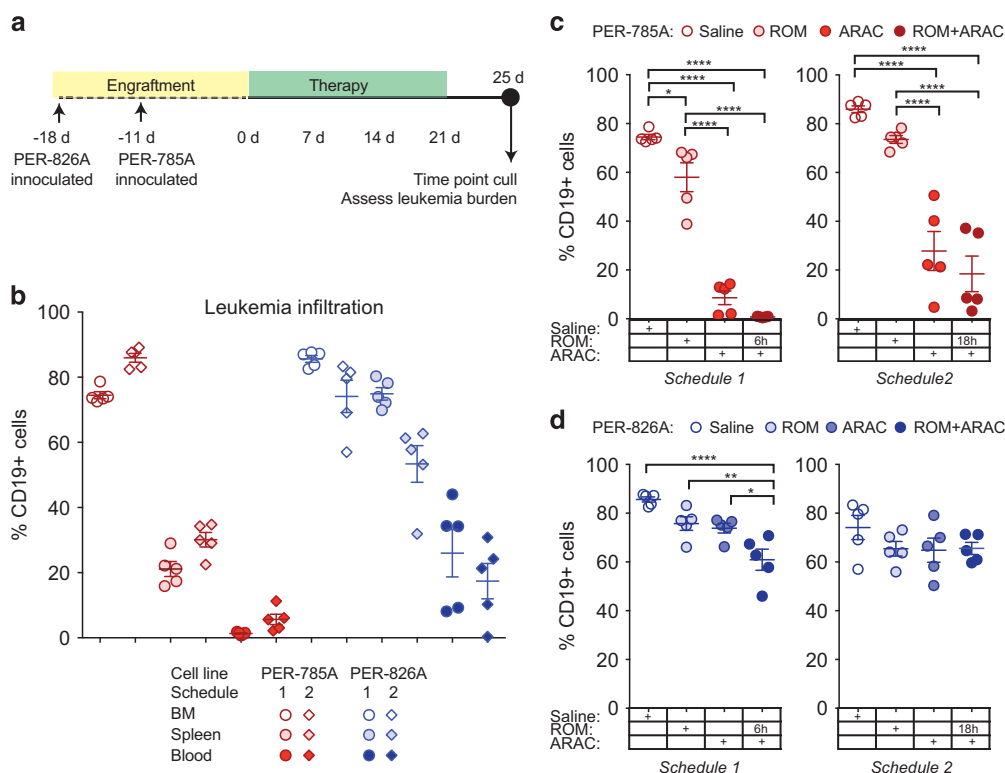 a
Engraftment
Therapy
25 d
-18 d
-11 d
0 d
7 d
14 d
21 d
PER-826A
innoculated
PER-785A
innoculated
Time point cull
Assess leukemia burden
b
Leukemia infiltration
100
80
60
40
20
0
% CD19+ cells
Cell line PER-785A PER-826A
Schedule 1 2 1 2
BM
Spleen
Blood
c
PER-785A: Saline ROM ARAC ROM+ARAC
****
****
*
****
****
100
80
60
40
20
0
% CD19+ cells
Saline: +
ROM: + 6h
ARAC: + +
Schedule 1
****
****
****
****
100
80
60
40
20
0
+
+ 18h
+ +
Schedule2
d
PER-826A: Saline ROM ARAC ROM+ARAC
****
**
*
100
80
60
40
20
0
% CD19+ cells
Saline: +
ROM: + 6h
ARAC: + +
Schedule 1
100
80
60
40
20
0
+
+ 18h
+ +
Schedule 2